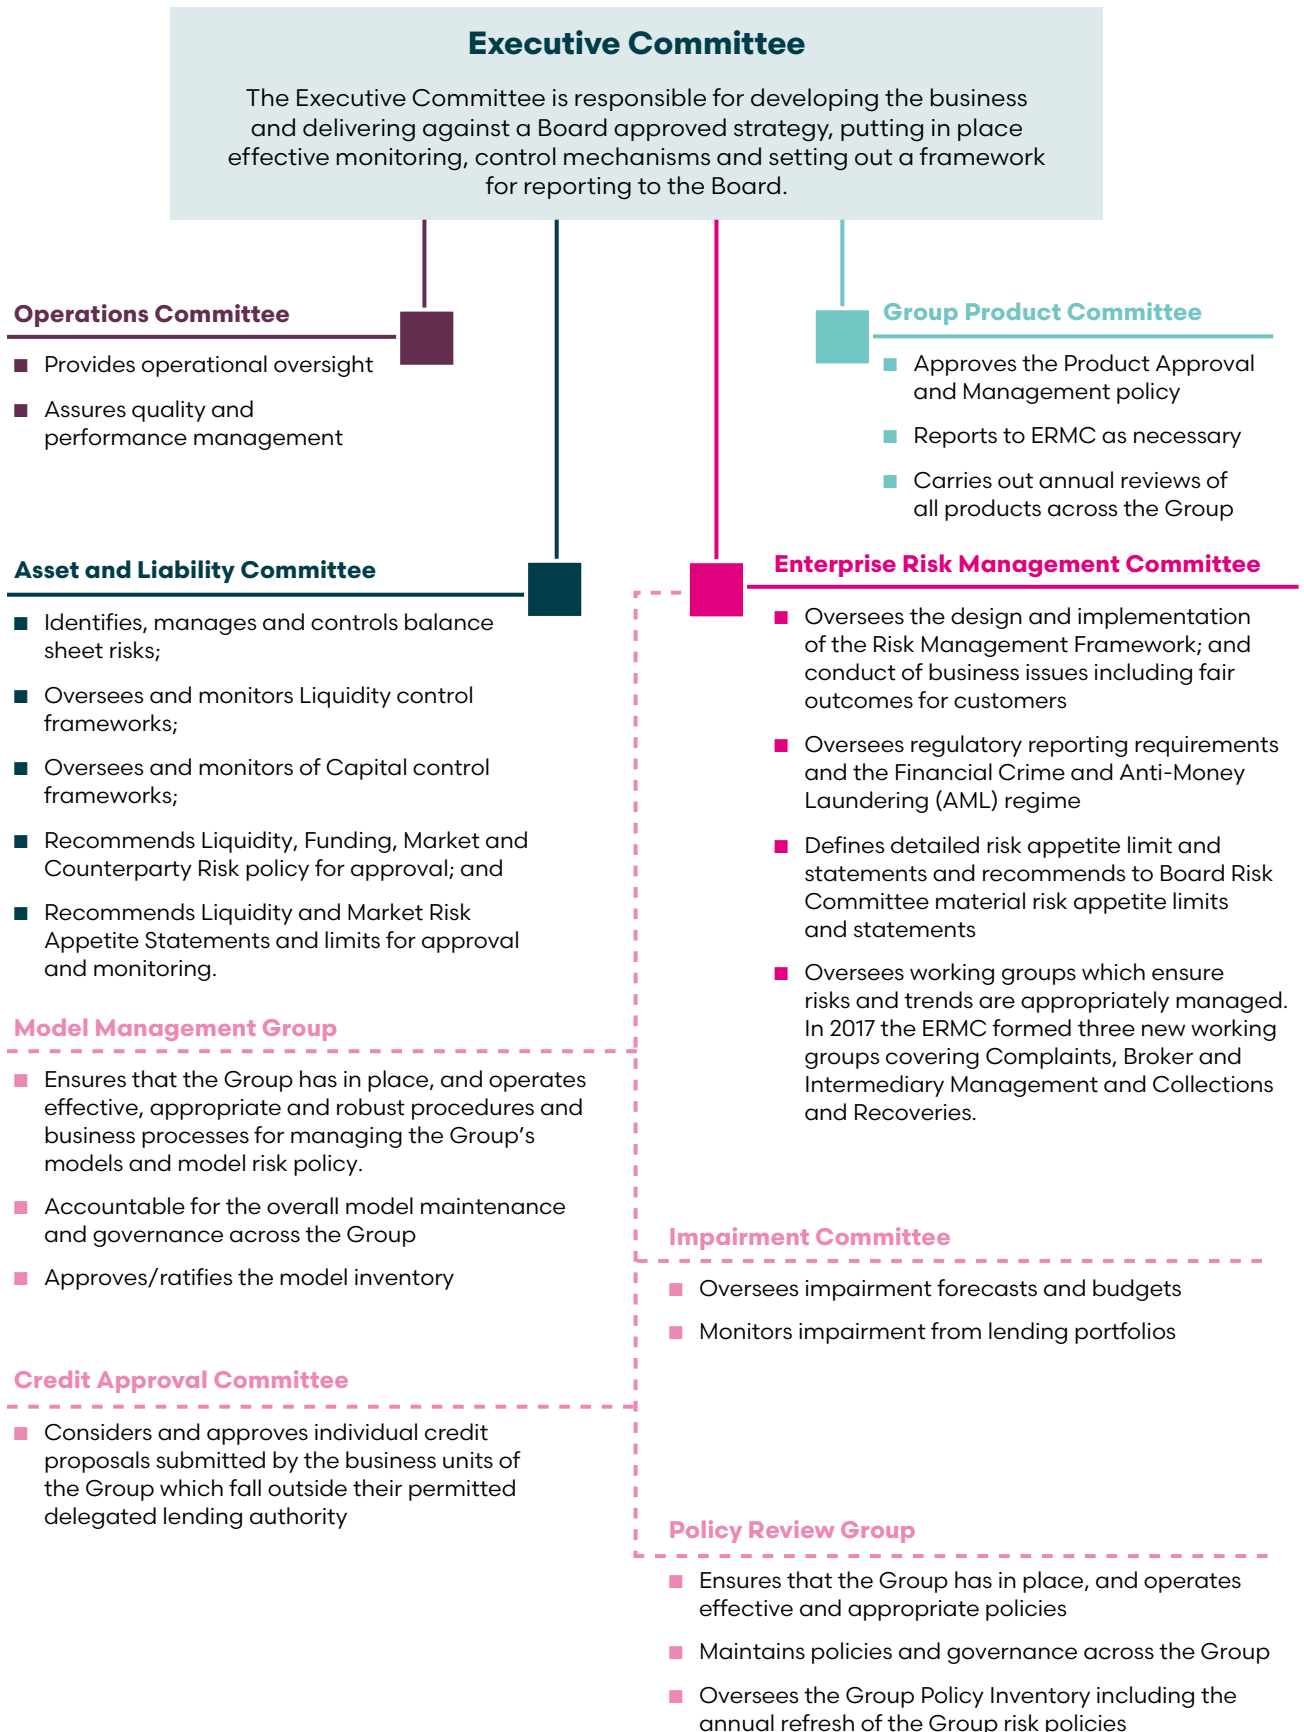 Executive Committee
The Executive Committee is responsible for developing the business
and delivering against a Board approved strategy, putting in place
effective monitoring, control mechanisms and setting out a framework
for reporting to the Board.
Operations Committee
■ Provides operational oversight
■ Assures quality and
performance management
Group Product Committee
■ Approves the Product Approval
and Management policy
■ Reports to ERMC as necessary
■ Carries out annual reviews of
all products across the Group
Asset and Liability Committee
■ Identifies, manages and controls balance
sheet risks;
■ Oversees and monitors Liquidity control
frameworks;
■ Oversees and monitors of Capital control
frameworks;
■ Recommends Liquidity, Funding, Market and
Counterparty Risk policy for approval; and
■ Recommends Liquidity and Market Risk
Appetite Statements and limits for approval
and monitoring.
Enterprise Risk Management Committee
■ Oversees the design and implementation
of the Risk Management Framework; and
conduct of business issues including fair
outcomes for customers
■ Oversees regulatory reporting requirements
and the Financial Crime and Anti-Money
Laundering (AML) regime
■ Defines detailed risk appetite limit and
statements and recommends to Board Risk
Committee material risk appetite limits
and statements
■ Oversees working groups which ensure
risks and trends are appropriately managed.
In 2017 the ERMC formed three new working
groups covering Complaints, Broker and
Intermediary Management and Collections
and Recoveries.
Model Management Group
■ Ensures that the Group has in place, and operates
effective, appropriate and robust procedures and
business processes for managing the Group's
models and model risk policy.
■ Accountable for the overall model maintenance
and governance across the Group
■ Approves/ratifies the model inventory
Impairment Committee
■ Oversees impairment forecasts and budgets
■ Monitors impairment from lending portfolios
Credit Approval Committee
■ Considers and approves individual credit
proposals submitted by the business units of
the Group which fall outside their permitted
delegated lending authority
Policy Review Group
■ Ensures that the Group has in place, and operates
effective and appropriate policies
■ Maintains policies and governance across the Group
■ Oversees the Group Policy Inventory including the
annual refresh of the Group risk policies